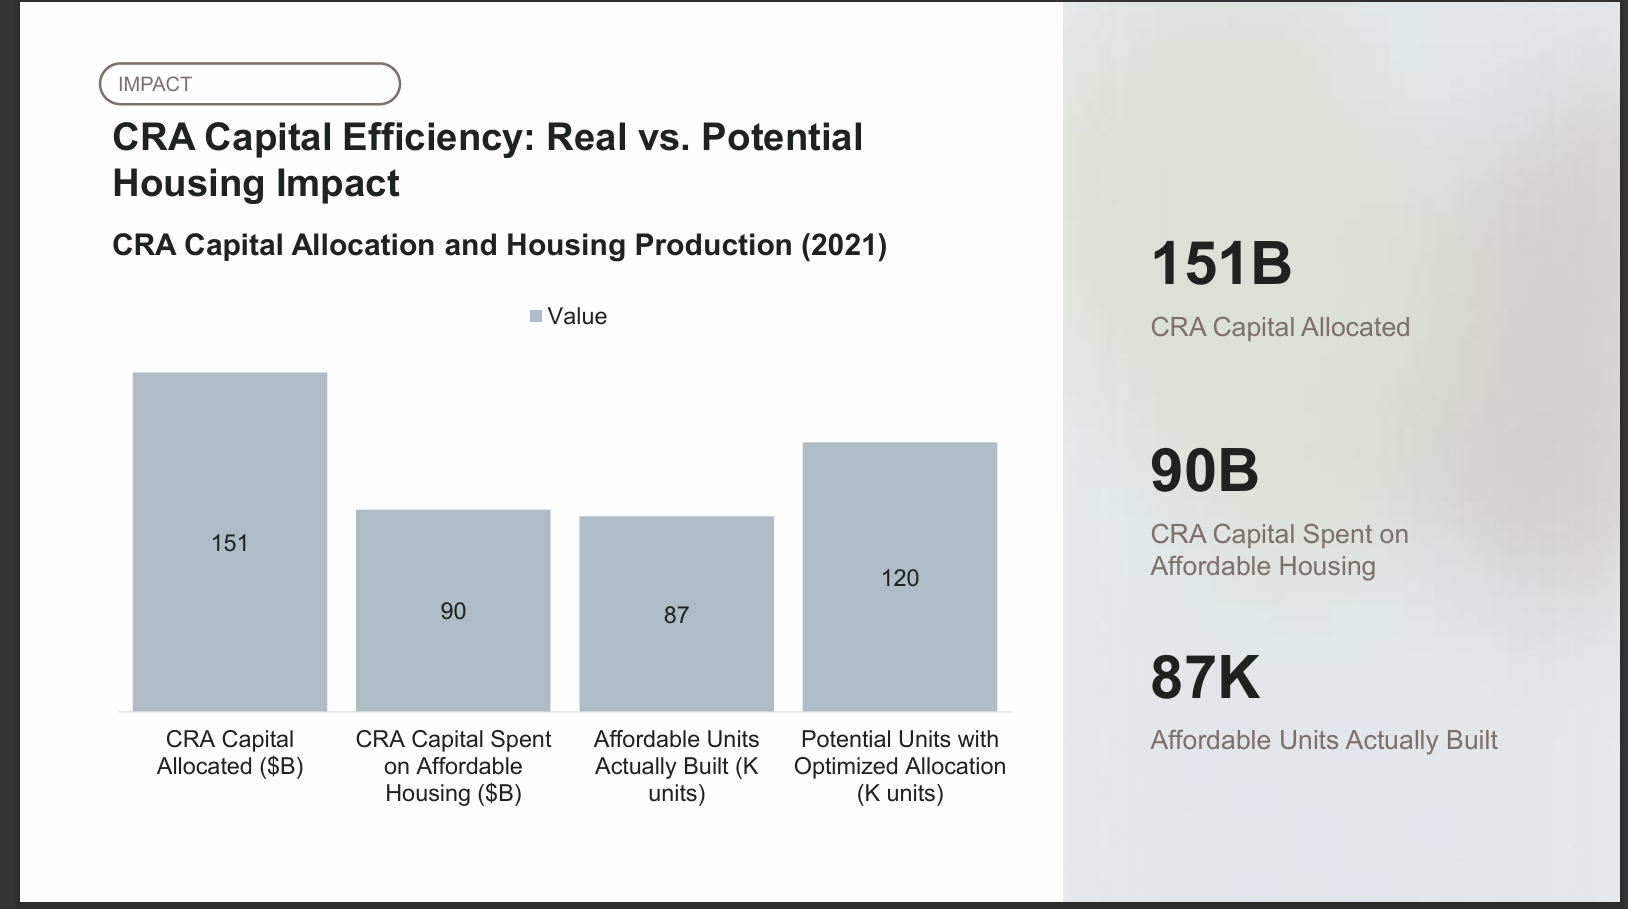 IMPACT
CRA Capital Efficiency: Real vs. Potential
Housing Impact
CRA Capital Allocation and Housing Production (2021)
Value
151
90
87
120
CRA Capital
Allocated ($B)
CRA Capital Spent
on Affordable
Housing ($B)
Affordable Units
Actually Built (K
units)
Potential Units with
Optimized Allocation
(K units)
151B
CRA Capital Allocated
90B
CRA Capital Spent on
Affordable Housing
87K
Affordable Units Actually Built